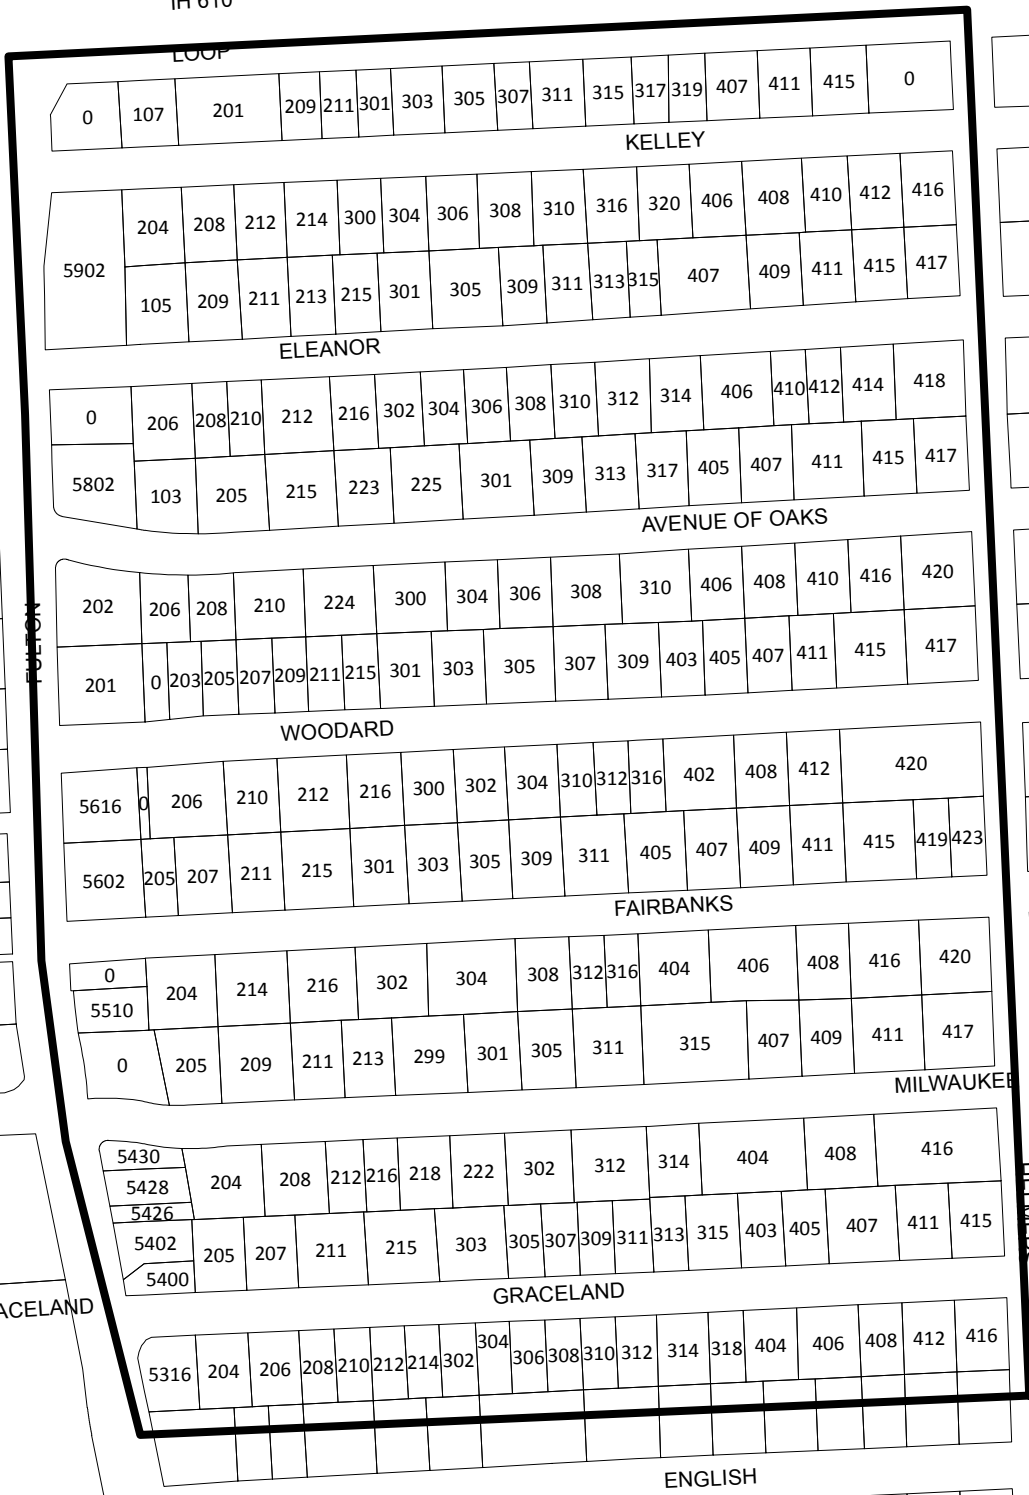 IH 610
LOOP
0 107 201 209 211 301 303 305 307 311 315 317 319 407 411 415 0
KELLEY
204 208 212 214 300 304 306 308 310 316 320 406 408 410 412 416
5902
105 209 211 213 215 301 305 309 311 313 315 407 409 411 415 417
ELEANOR
0 206 208 210 212 216 302 304 306 308 310 312 314 406 410 412 414 418
5802 103 205 215 223 225 301 309 313 317 405 407 411 415 417
AVENUE OF OAKS
202 206 208 210 224 300 304 306 308 310 406 408 410 416 420
FULTON
201 0 203 205 207 209 211 215 301 303 305 307 309 403 405 407 411 415 417
WOODARD
5616 0 206 210 212 216 300 302 304 310 312 316 402 408 412 420
5602 205 207 211 215 301 303 305 309 311 405 407 409 411 415 419 423
FAIRBANKS
0 204 214 216 302 304 308 312 316 404 406 408 416 420
5510
0 205 209 211 213 299 301 305 311 315 407 409 411 417
MILWAUKEE
5430
5428 204 208 212 216 218 222 302 312 314 404 408 416
5426
5402 205 207 211 215 303 305 307 309 311 313 315 403 405 407 411 415
5400
GRACELAND
ACELAND
5316 204 206 208 210 212 214 302 304 306 308 310 312 314 318 404 406 408 412 416
ENGLISH